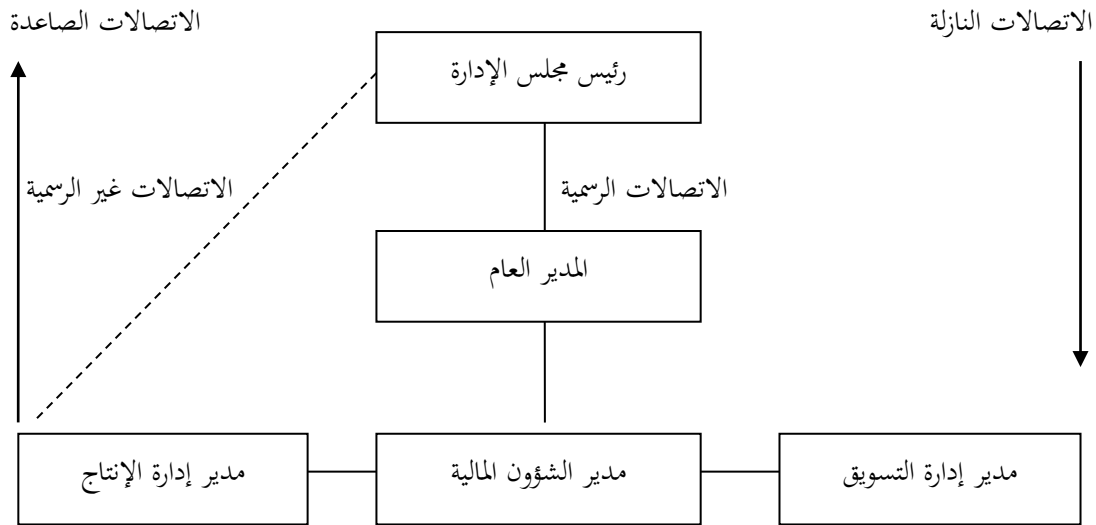 الاتصالات النازلة
الاتصالات الصاعدة
رئيس مجلس الإدارة
الاتصالات الرسمية
الاتصالات غير الرسمية
المدير العام
مدير إدارة التسويق
مدير الشؤون المالية
مدير إدارة الإنتاج